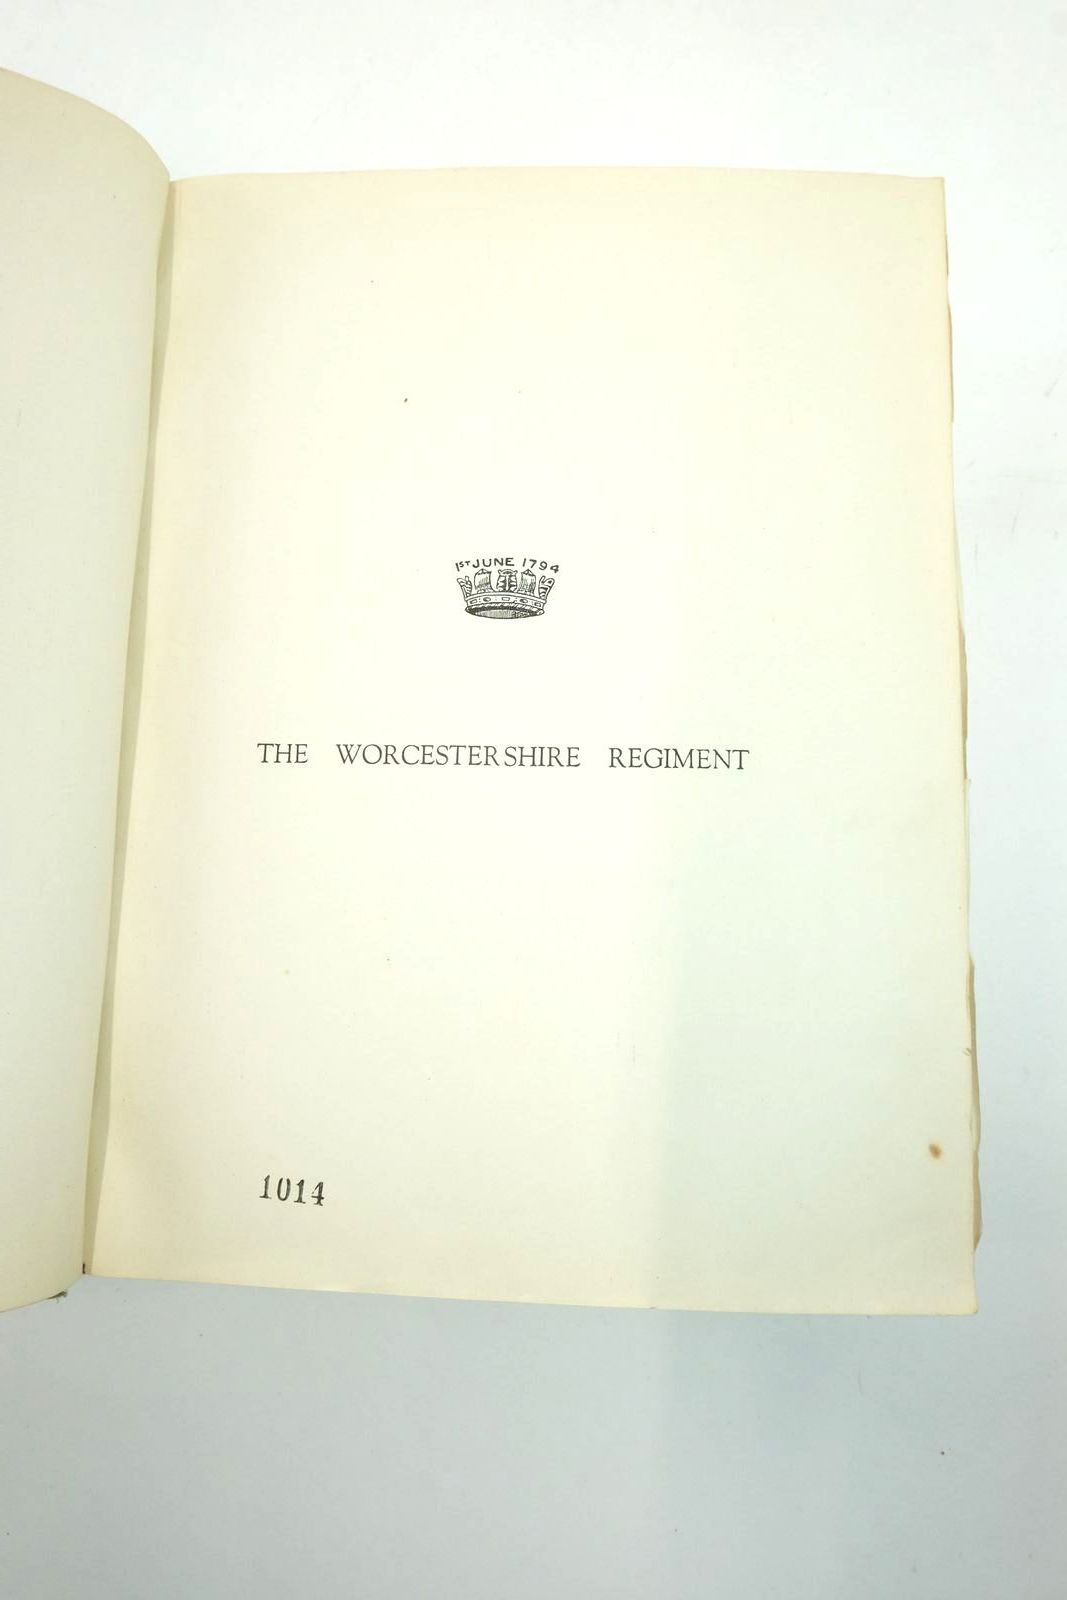 1ST JUNE 1794
THE WORCESTERSHIRE REGIMENT
1014